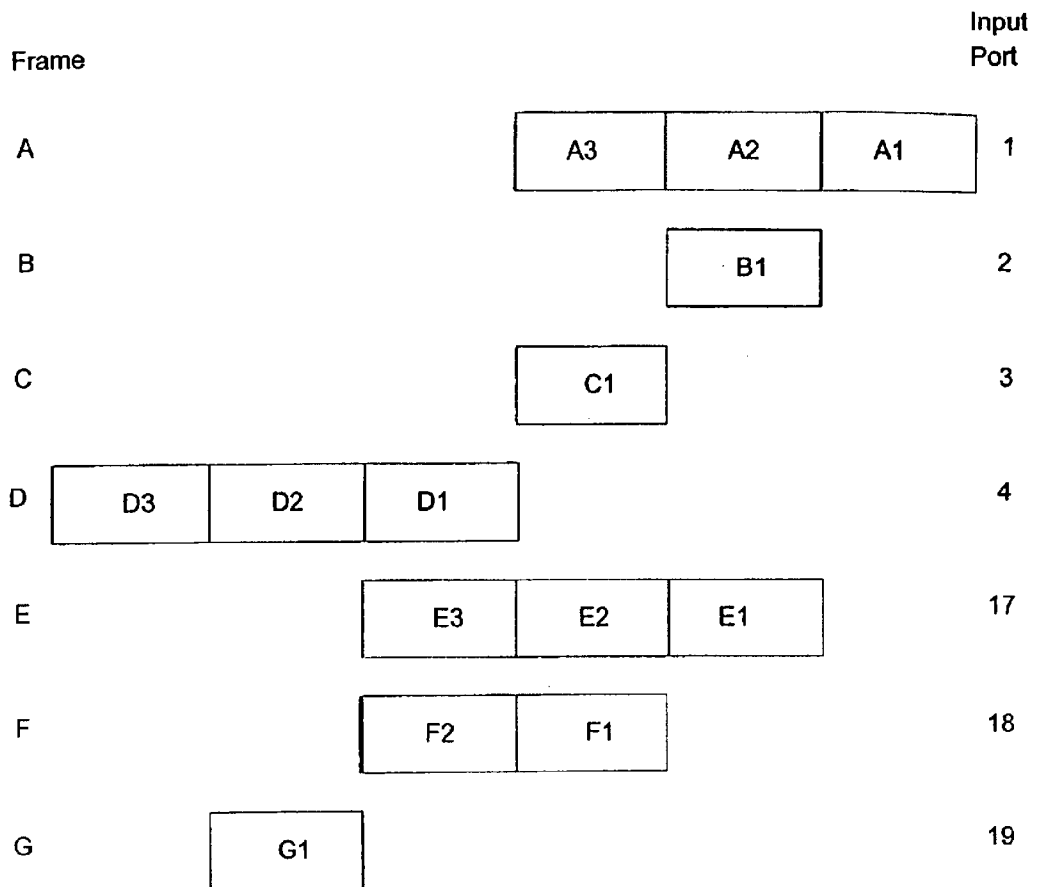 Input
Port
Frame
A A3 A2 A1 1
B B1 2
C C1 3
D D3 D2 D1 4
E E3 E2 E1 17
F F2 F1 18
G G1 19